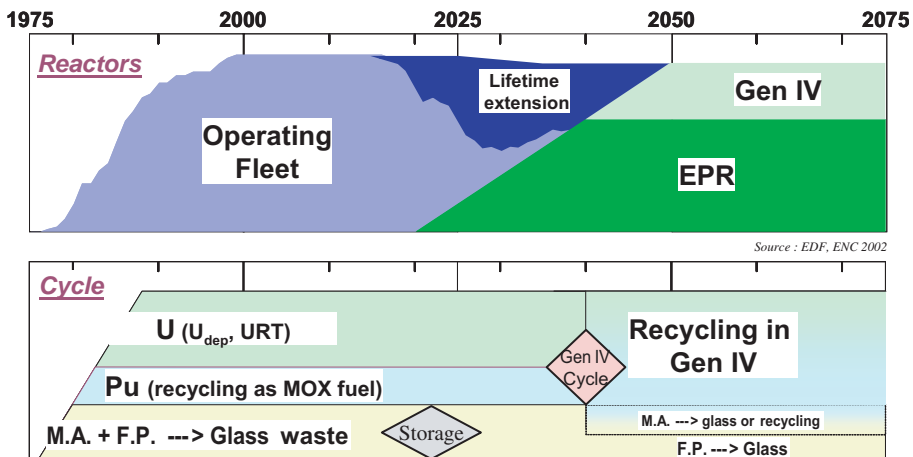 1975 2000 2025 2050 2075
Reactors
Lifetime
extension
Gen IV
Operating
Fleet
EPR
Source : EDF, ENC 2002
Cycle
U (U_dep, URT)
Recycling in
Gen IV
Gen IV
Cycle
Pu (recycling as MOX fuel)
M.A. ---> glass or recycling
M.A. + F.P. ---> Glass waste
Storage
F.P. ---> Glass